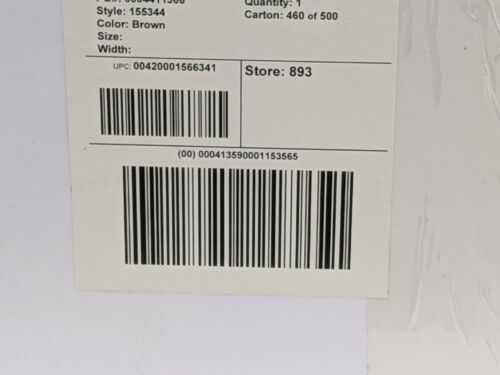 Quantity: 1
Style: 155344
Carton: 460 of 500
Color: Brown
Size:
Width:
UPC: 00420001566341
Store: 893
(00) 000413590001153565